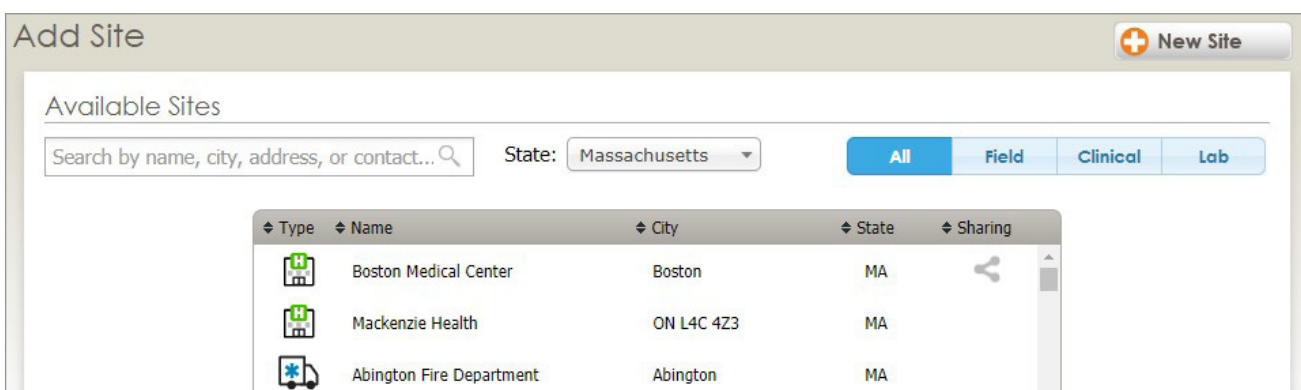 Add Site
New Site
Available Sites
Search by name, city, address, or contact...
State: Massachusetts
All Field Clinical Lab
Type Name City State Sharing
H
Boston Medical Center Boston MA
H
Mackenzie Health ON L4C 4Z3 MA
Abington Fire Department Abington MA